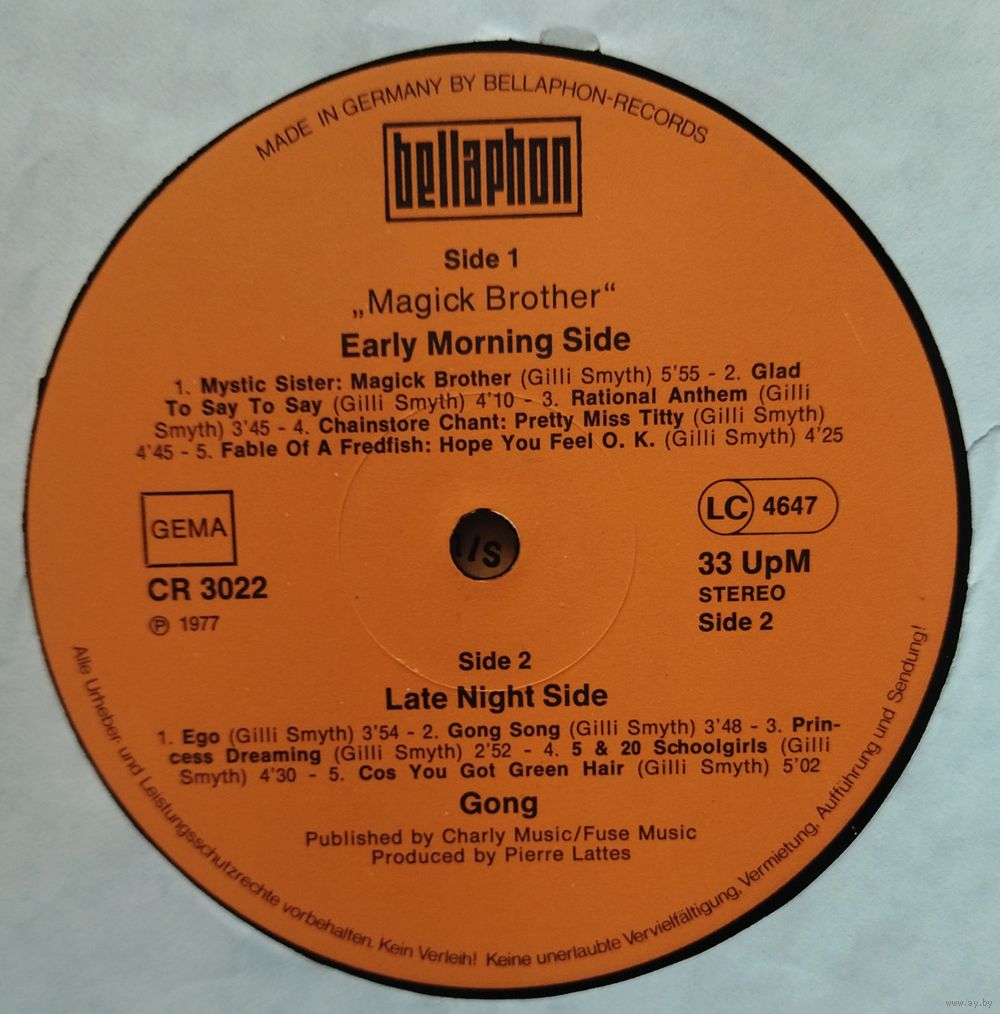 MADE IN GERMANY BY BELLAPHON-RECORDS
bellaphon
Side 1
„Magick Brother“
Early Morning Side
1. Mystic Sister: Magick Brother (Gilli Smyth) 5'55 - 2. Glad
To Say To Say (Gilli Smyth) 4'10 - 3. Rational Anthem (Gilli
Smyth) 3'45 - 4. Chainstore Chant: Pretty Miss Titty (Gilli Smyth)
4'45 - 5. Fable Of A Fredfish: Hope You Feel O. K. (Gilli Smyth) 4'25
GEMA
CR 3022
℗ 1977
LC 4647
33 UpM
STEREO
Side 2
Side 2
Late Night Side
1. Ego (Gilli Smyth) 3'54 - 2. Gong Song (Gilli Smyth) 3'48 - 3. Prin-
cess Dreaming (Gilli Smyth) 2'52 - 4. 5 & 20 Schoolgirls (Gilli
Smyth) 4'30 - 5. Cos You Got Green Hair (Gilli Smyth) 5'02
Gong
Published by Charly Music/Fuse Music
Produced by Pierre Lattes
Alle Urheber und Leistungsschutzrechte vorbehalten. Kein Verleih! Keine unerlaubte Vervielfältigung, Vermietung, Aufführung und Sendung!
www.ay.by